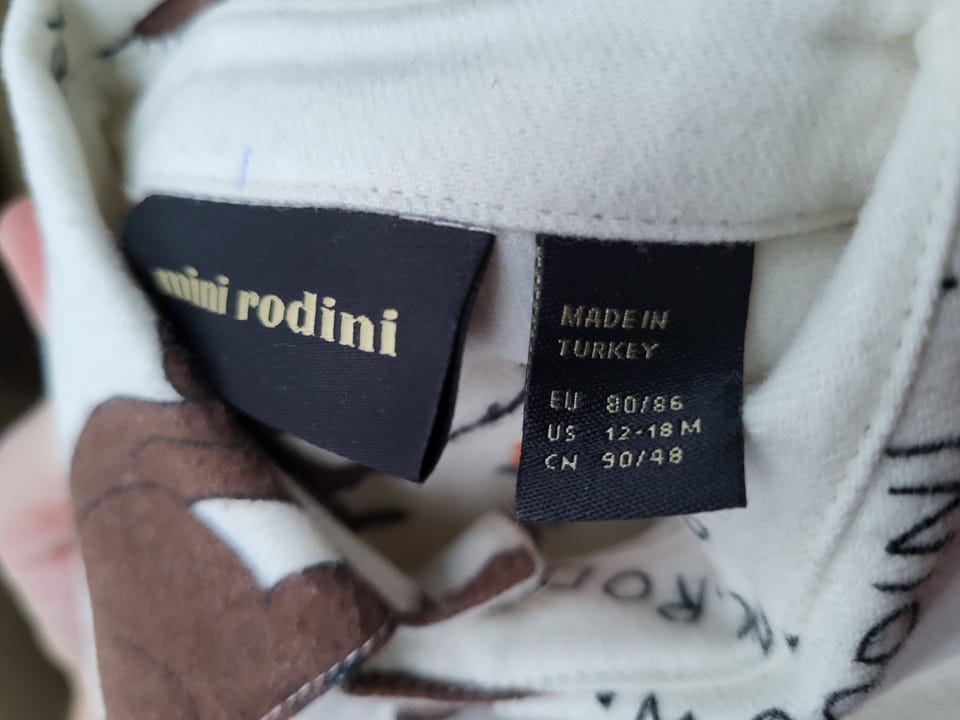 mini rodini
MADE IN
TURKEY
EU 80/86
US 12-18 M
CN 90/48